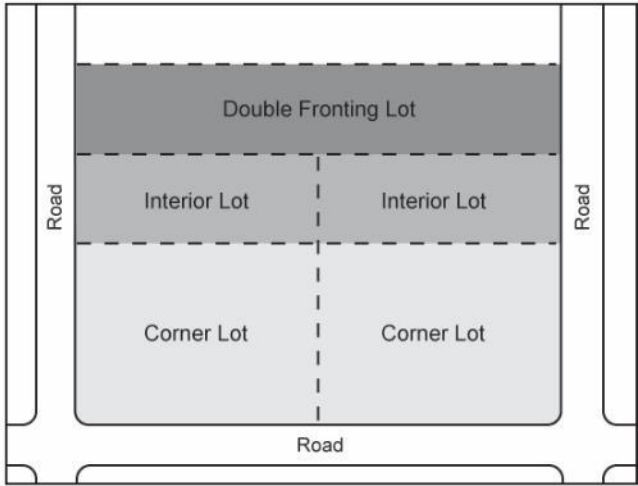 Double Fronting Lot
Road
Interior Lot
Interior Lot
Road
Corner Lot
Corner Lot
Road